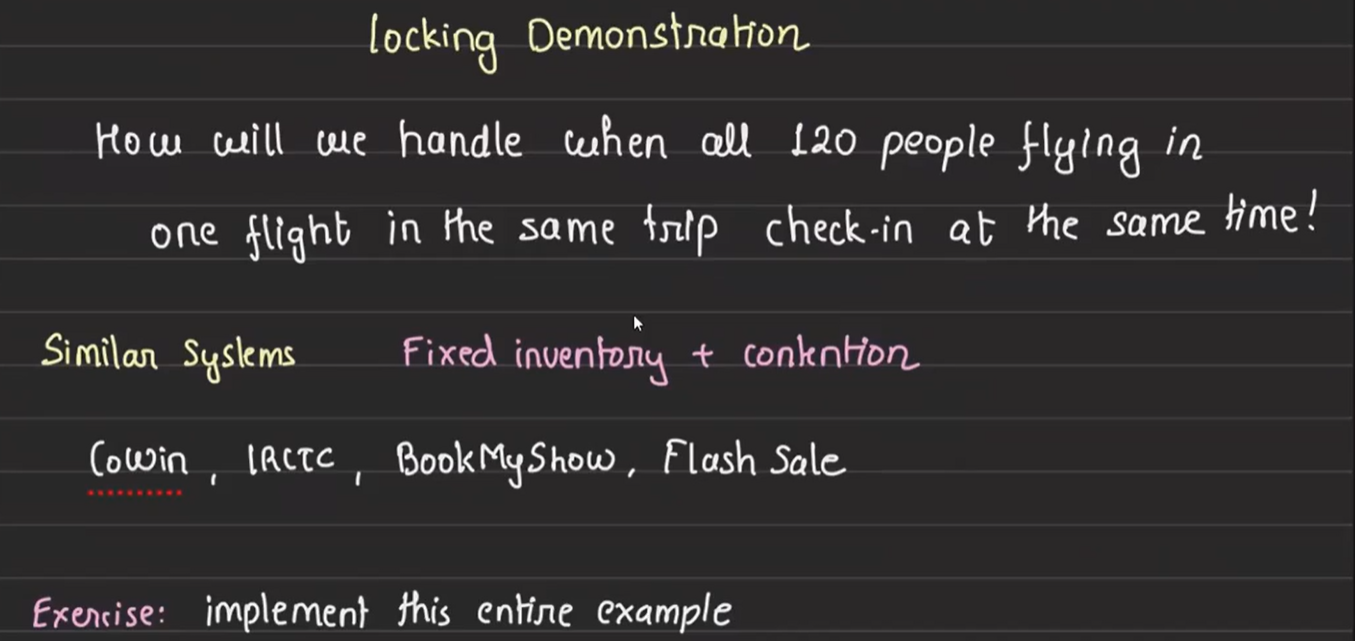 Locking Demonstration
How will we handle when all 120 people flying in
one flight in the same trip check-in at the same time!
Similar Systems Fixed inventory + contention
CoWin, IRCTC, BookMyShow, Flash Sale
Exercise: implement this entire example